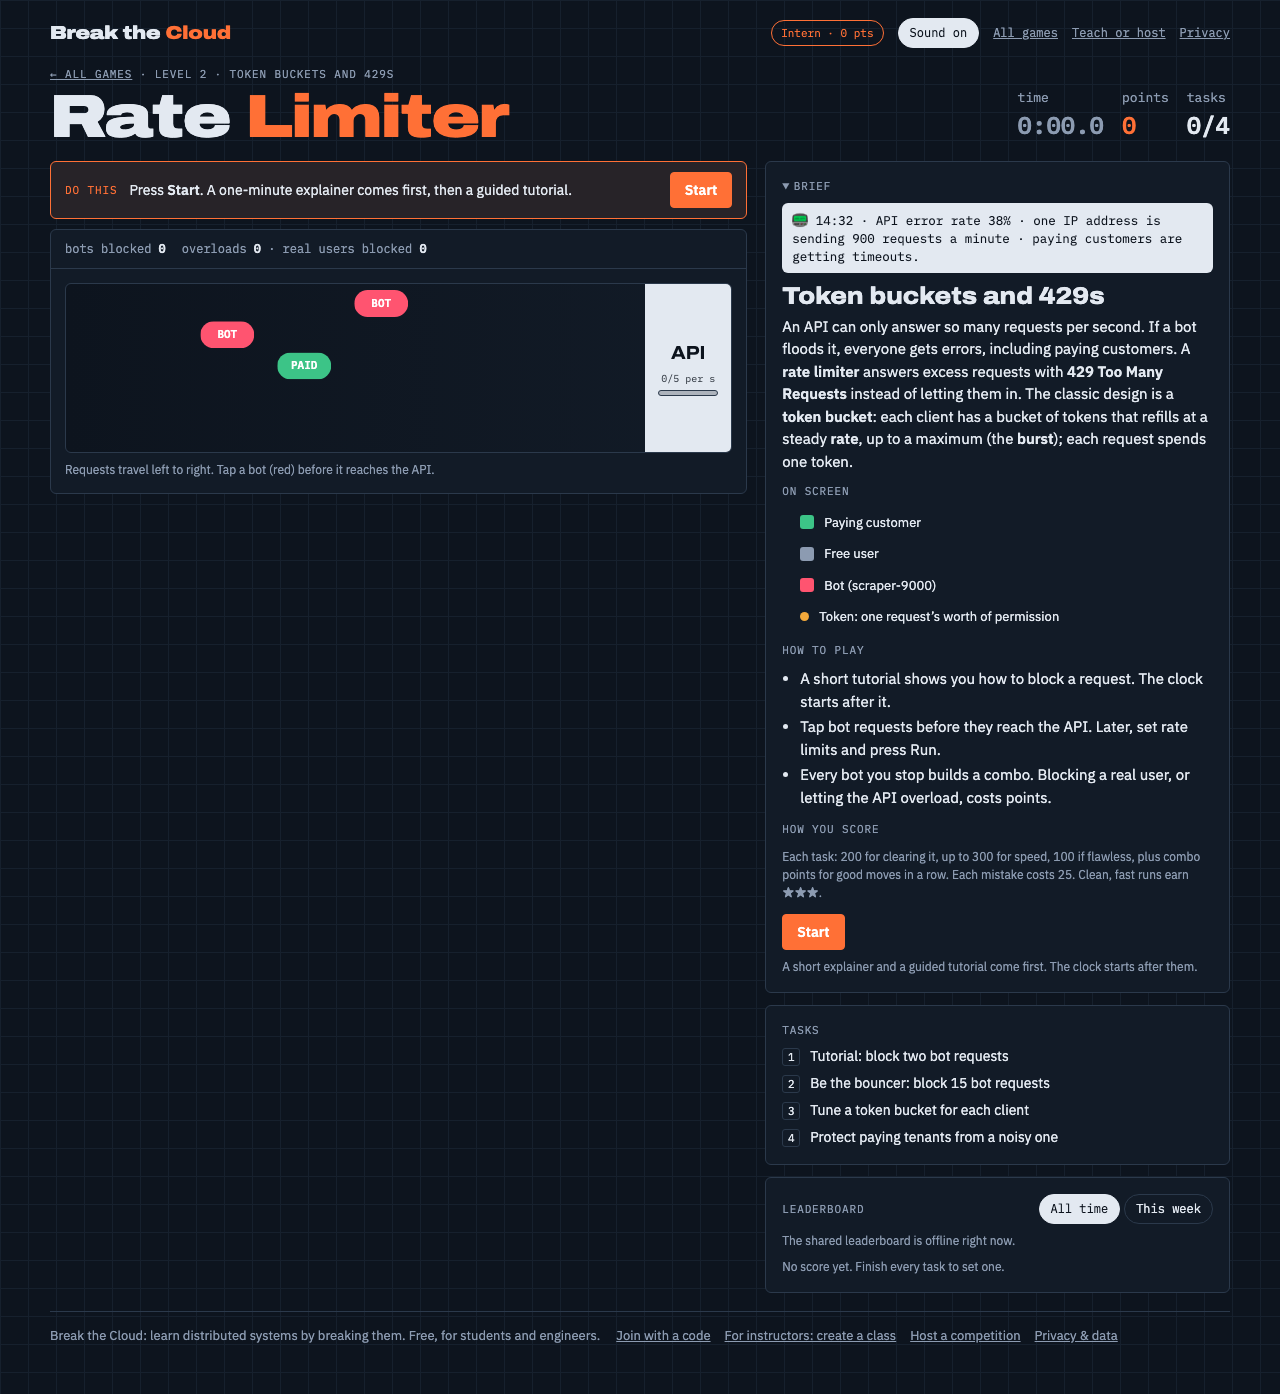 Break the Cloud
Intern · 0 pts
Sound on
All games
Teach or host
Privacy
← ALL GAMES · LEVEL 2 · TOKEN BUCKETS AND 429S
Rate Limiter
time
0:00.0
points
0
tasks
0/4
DO THIS Press Start. A one-minute explainer comes first, then a guided tutorial.
Start
bots blocked 0 overloads 0 · real users blocked 0
BOT
BOT
PAID
API
0/5 per s
Requests travel left to right. Tap a bot (red) before it reaches the API.
▼ BRIEF
14:32 · API error rate 38% · one IP address is
sending 900 requests a minute · paying customers are
getting timeouts.
Token buckets and 429s
An API can only answer so many requests per second. If a bot
floods it, everyone gets errors, including paying customers. A
rate limiter answers excess requests with 429 Too Many
Requests instead of letting them in. The classic design is a
token bucket: each client has a bucket of tokens that refills at a
steady rate, up to a maximum (the burst); each request spends
one token.
ON SCREEN
Paying customer
Free user
Bot (scraper-9000)
Token: one request’s worth of permission
HOW TO PLAY
• A short tutorial shows you how to block a request. The clock
starts after it.
• Tap bot requests before they reach the API. Later, set rate
limits and press Run.
• Every bot you stop builds a combo. Blocking a real user, or
letting the API overload, costs points.
HOW YOU SCORE
Each task: 200 for clearing it, up to 300 for speed, 100 if flawless, plus combo
points for good moves in a row. Each mistake costs 25. Clean, fast runs earn
★★★.
Start
A short explainer and a guided tutorial come first. The clock starts after them.
TASKS
1 Tutorial: block two bot requests
2 Be the bouncer: block 15 bot requests
3 Tune a token bucket for each client
4 Protect paying tenants from a noisy one
LEADERBOARD
All time
This week
The shared leaderboard is offline right now.
No score yet. Finish every task to set one.
Break the Cloud: learn distributed systems by breaking them. Free, for students and engineers.
Join with a code
For instructors: create a class
Host a competition
Privacy & data